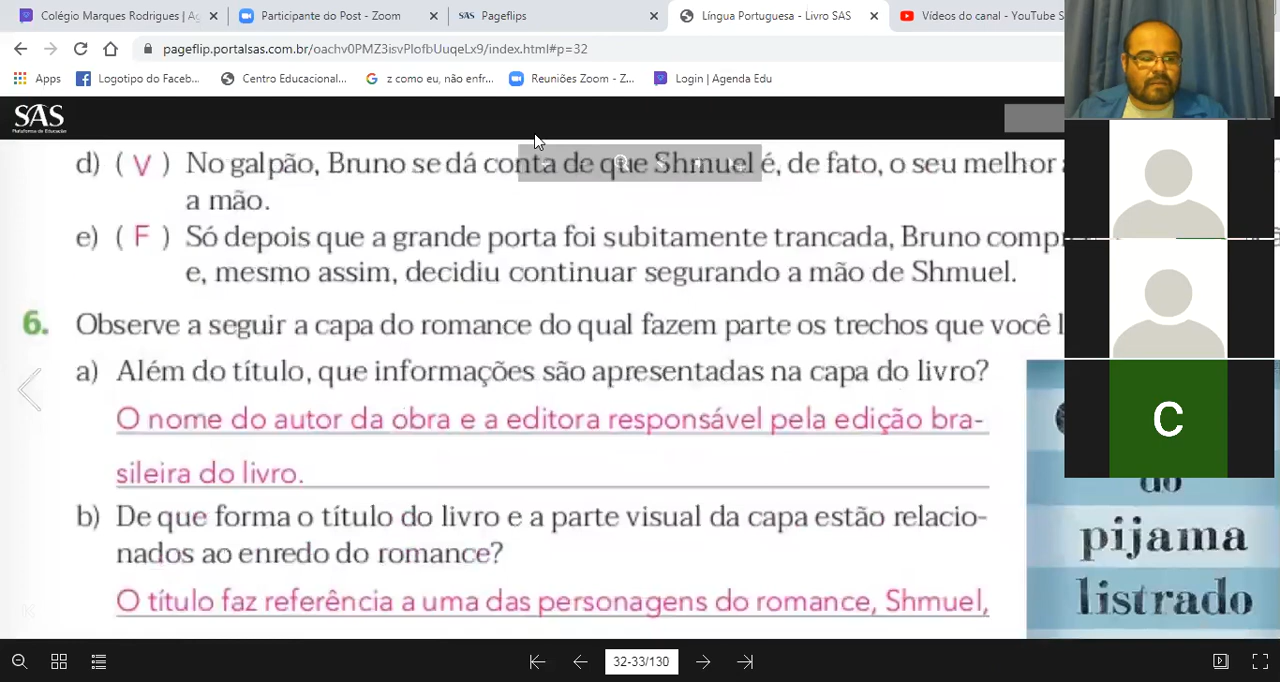 Colégio Marques Rodrigues | Ag
Participante do Post - Zoom
SAS Pageflips
Língua Portuguesa - Livro SAS
Vídeos do canal - YouTube S
pageflip.portalsas.com.br/oachv0PMZ3isvPlofbUuqeLx9/index.html#p=32
Apps
Logotipo do Faceb...
Centro Educacional...
z como eu, não enfr...
Reuniões Zoom - Z...
Login | Agenda Edu
SAS
Plataforma de Educação
d) ( V ) No galpão, Bruno se dá conta de que Shmuel é, de fato, o seu melhor
a mão.
e) ( F ) Só depois que a grande porta foi subitamente trancada, Bruno comp
e, mesmo assim, decidiu continuar segurando a mão de Shmuel.
6. Observe a seguir a capa do romance do qual fazem parte os trechos que você
a) Além do título, que informações são apresentadas na capa do livro?
O nome do autor da obra e a editora responsável pela edição bra-
sileira do livro.
b) De que forma o título do livro e a parte visual da capa estão relacio-
nados ao enredo do romance?
O título faz referência a uma das personagens do romance, Shmuel,
C
do
pijama
listrado
32-33/130